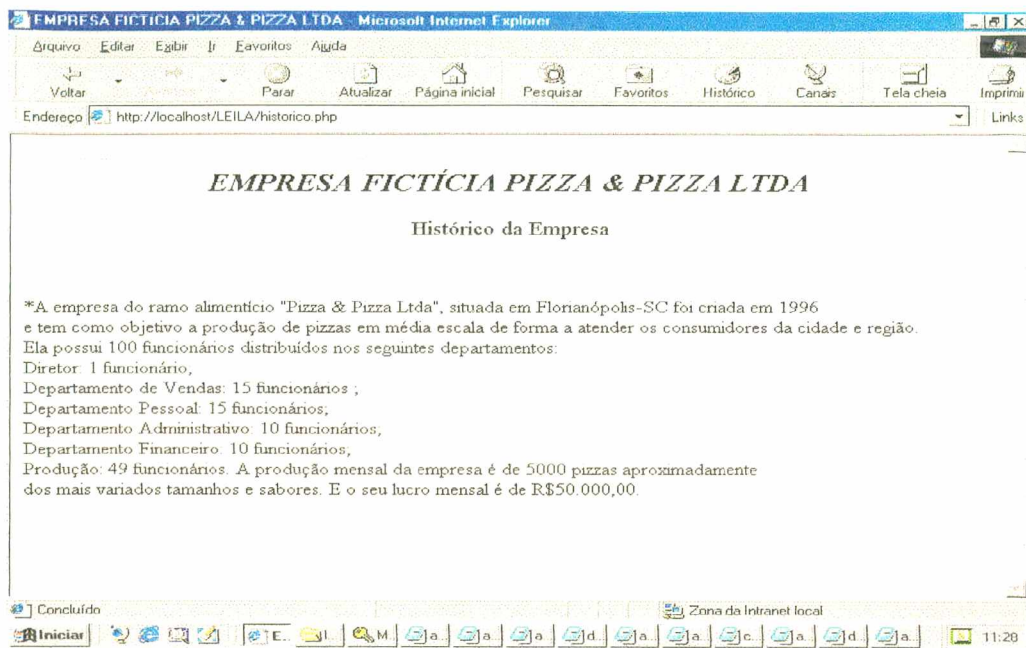 EMPRESA FICTÍCIA PIZZA & PIZZA LTDA - Microsoft Internet Explorer
Arquivo Editar Exibir Ir Favoritos Ajuda
Voltar Parar Atualizar Página inicial Pesquisar Favoritos Histórico Canais Tela cheia Imprimir
Endereço http://localhost/LEILA/historico.php Links
EMPRESA FICTÍCIA PIZZA & PIZZA LTDA
Histórico da Empresa
*A empresa do ramo alimentício "Pizza & Pizza Ltda", situada em Florianópolis-SC foi criada em 1996
e tem como objetivo a produção de pizzas em média escala de forma a atender os consumidores da cidade e região.
Ela possui 100 funcionários distribuídos nos seguintes departamentos:
Diretor: 1 funcionário;
Departamento de Vendas: 15 funcionários ;
Departamento Pessoal: 15 funcionários;
Departamento Administrativo: 10 funcionários;
Departamento Financeiro: 10 funcionários;
Produção: 49 funcionários. A produção mensal da empresa é de 5000 pizzas aproximadamente
dos mais variados tamanhos e sabores. E o seu lucro mensal é de R$50.000,00.
Concluído Zona da Intranet local
Iniciar E... I... M... a... a... a... d... a... a... c... a... d... a... 11:28